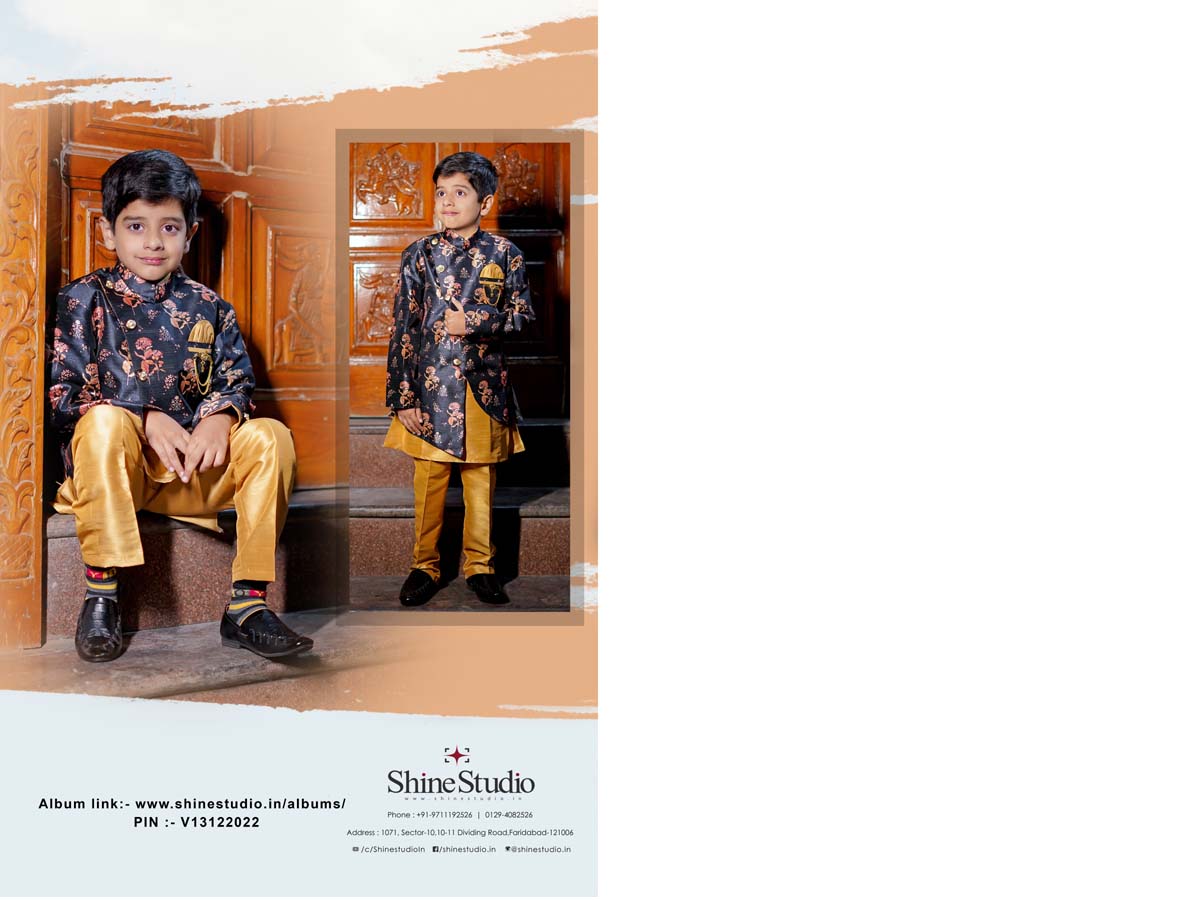 Album link:- www.shinestudio.in/albums/
PIN :- V13122022
Shine Studio
www.shinestudio.in
Phone : +91-9711192526 | 0129-4082526
Address : 1071, Sector-10,10-11 Dividing Road,Faridabad-121006
/c/ShinestudioIn /shinestudio.in @shinestudio.in